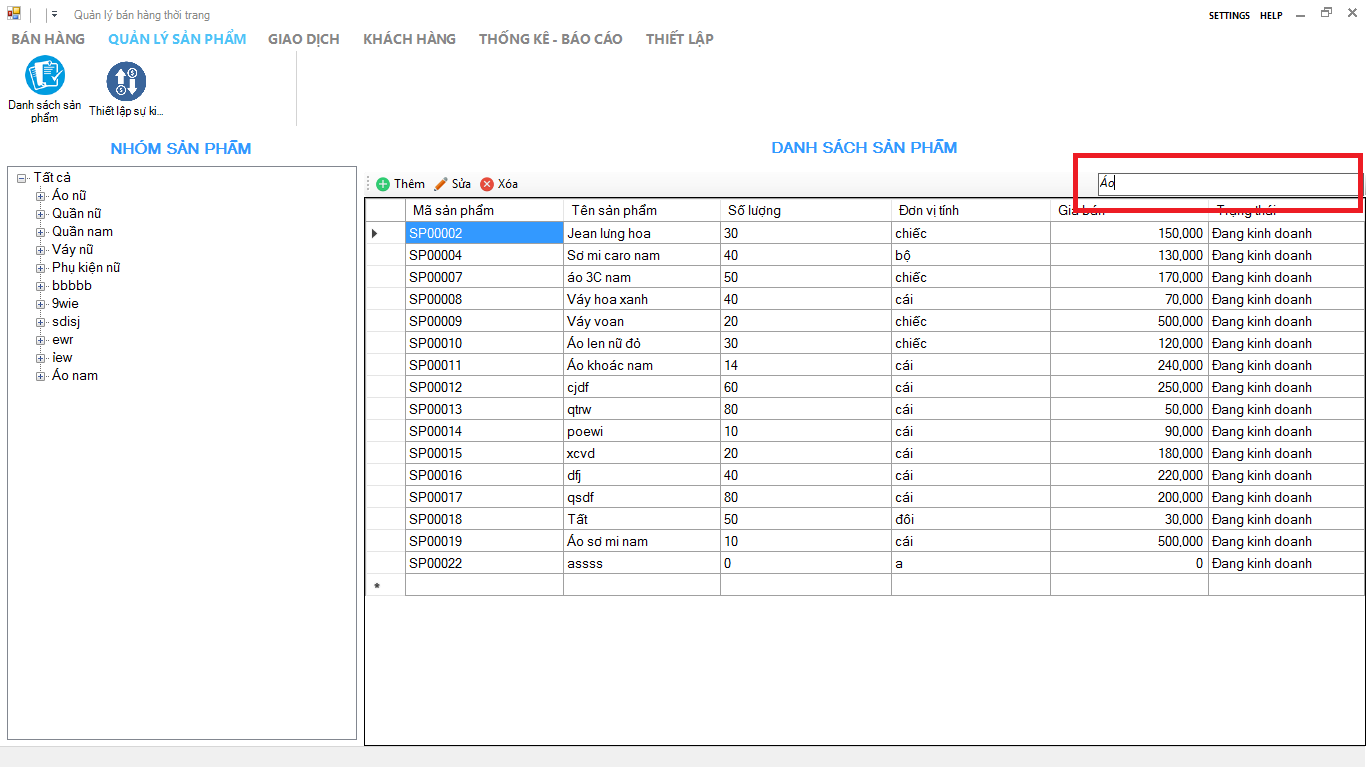 Quản lý bán hàng thời trang
SETTINGS HELP
BÁN HÀNG QUẢN LÝ SẢN PHẨM GIAO DỊCH KHÁCH HÀNG THỐNG KÊ - BÁO CÁO THIẾT LẬP
Danh sách sản
phẩm
Thiết lập sự ki...
NHÓM SẢN PHẨM
Tất cả
Áo nữ
Quần nữ
Quần nam
Váy nữ
Phụ kiện nữ
bbbbb
9wie
sdisj
ewr
iew
Áo nam
DANH SÁCH SẢN PHẨM
Thêm Sửa Xóa
Áo
Mã sản phẩm Tên sản phẩm Số lượng Đơn vị tính Giá bán Trạng thái
SP00002 Jean lưng hoa 30 chiếc 150,000 Đang kinh doanh
SP00004 Sơ mi caro nam 40 bộ 130,000 Đang kinh doanh
SP00007 áo 3C nam 50 chiếc 170,000 Đang kinh doanh
SP00008 Váy hoa xanh 40 cái 70,000 Đang kinh doanh
SP00009 Váy voan 20 chiếc 500,000 Đang kinh doanh
SP00010 Áo len nữ đỏ 30 chiếc 120,000 Đang kinh doanh
SP00011 Áo khoác nam 14 cái 240,000 Đang kinh doanh
SP00012 cjdf 60 cái 250,000 Đang kinh doanh
SP00013 qtrw 80 cái 50,000 Đang kinh doanh
SP00014 poewi 10 cái 90,000 Đang kinh doanh
SP00015 xcvd 20 cái 180,000 Đang kinh doanh
SP00016 dfj 40 cái 220,000 Đang kinh doanh
SP00017 qsdf 80 cái 200,000 Đang kinh doanh
SP00018 Tất 50 đôi 30,000 Đang kinh doanh
SP00019 Áo sơ mi nam 10 cái 500,000 Đang kinh doanh
SP00022 assss 0 a 0 Đang kinh doanh